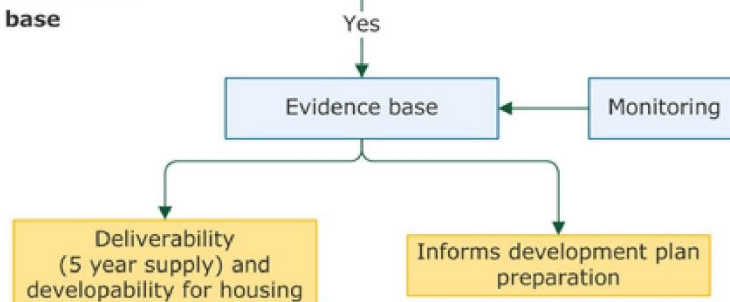 base
Yes
Evidence base
Monitoring
Deliverability
(5 year supply) and
developability for housing
Informs development plan
preparation